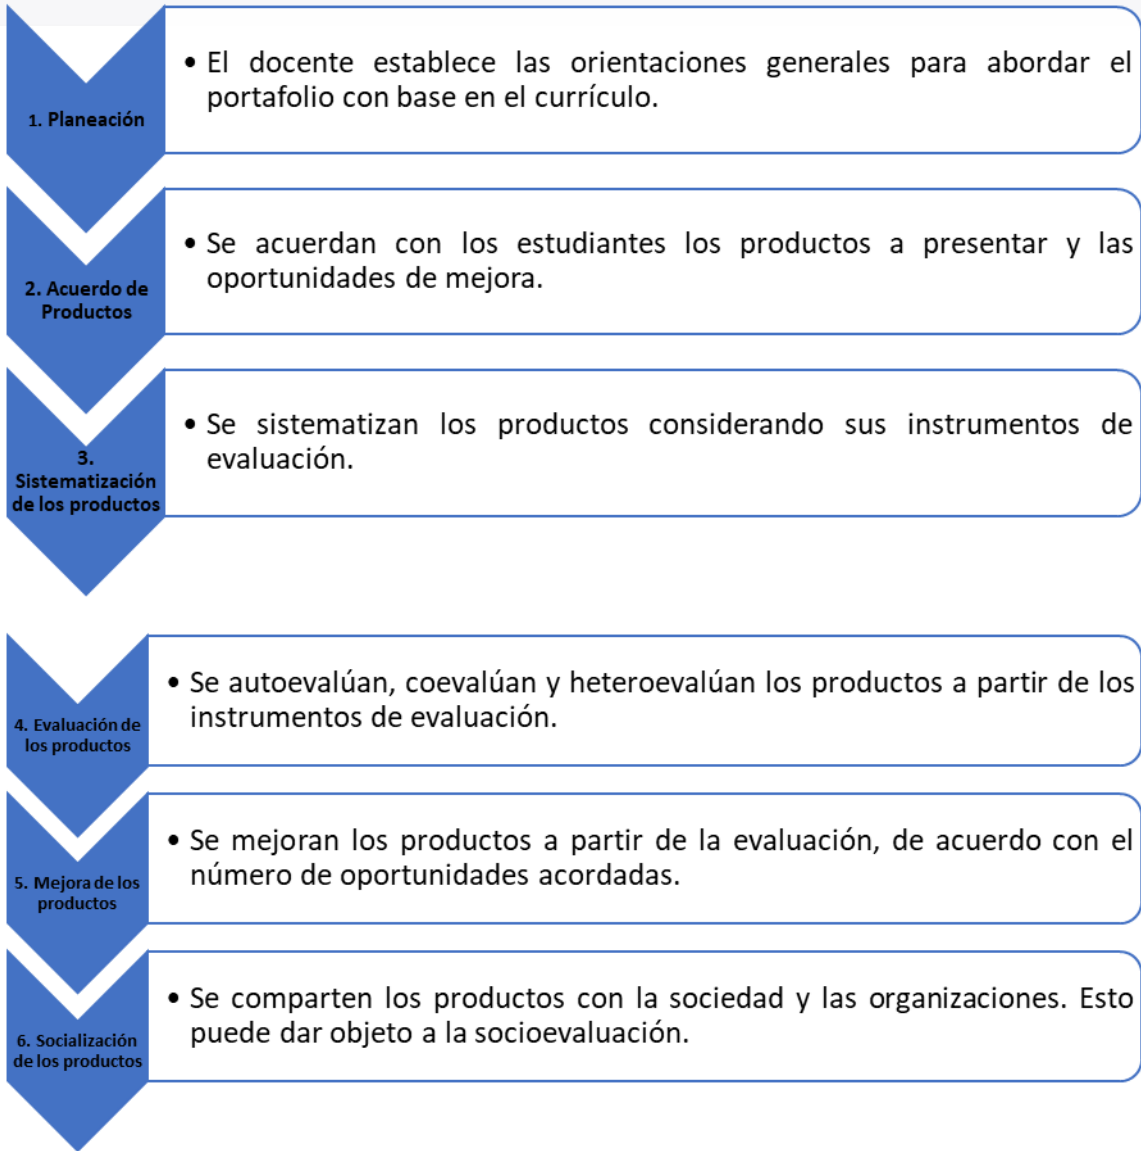 1. Planeación
• El docente establece las orientaciones generales para abordar el
portafolio con base en el currículo.
2. Acuerdo de
Productos
• Se acuerdan con los estudiantes los productos a presentar y las
oportunidades de mejora.
3.
Sistematización
de los productos
• Se sistematizan los productos considerando sus instrumentos de
evaluación.
4. Evaluación de
los productos
• Se autoevalúan, coevalúan y heteroevalúan los productos a partir de los
instrumentos de evaluación.
5. Mejora de los
productos
• Se mejoran los productos a partir de la evaluación, de acuerdo con el
número de oportunidades acordadas.
6. Socialización
de los productos
• Se comparten los productos con la sociedad y las organizaciones. Esto
puede dar objeto a la socioevaluación.